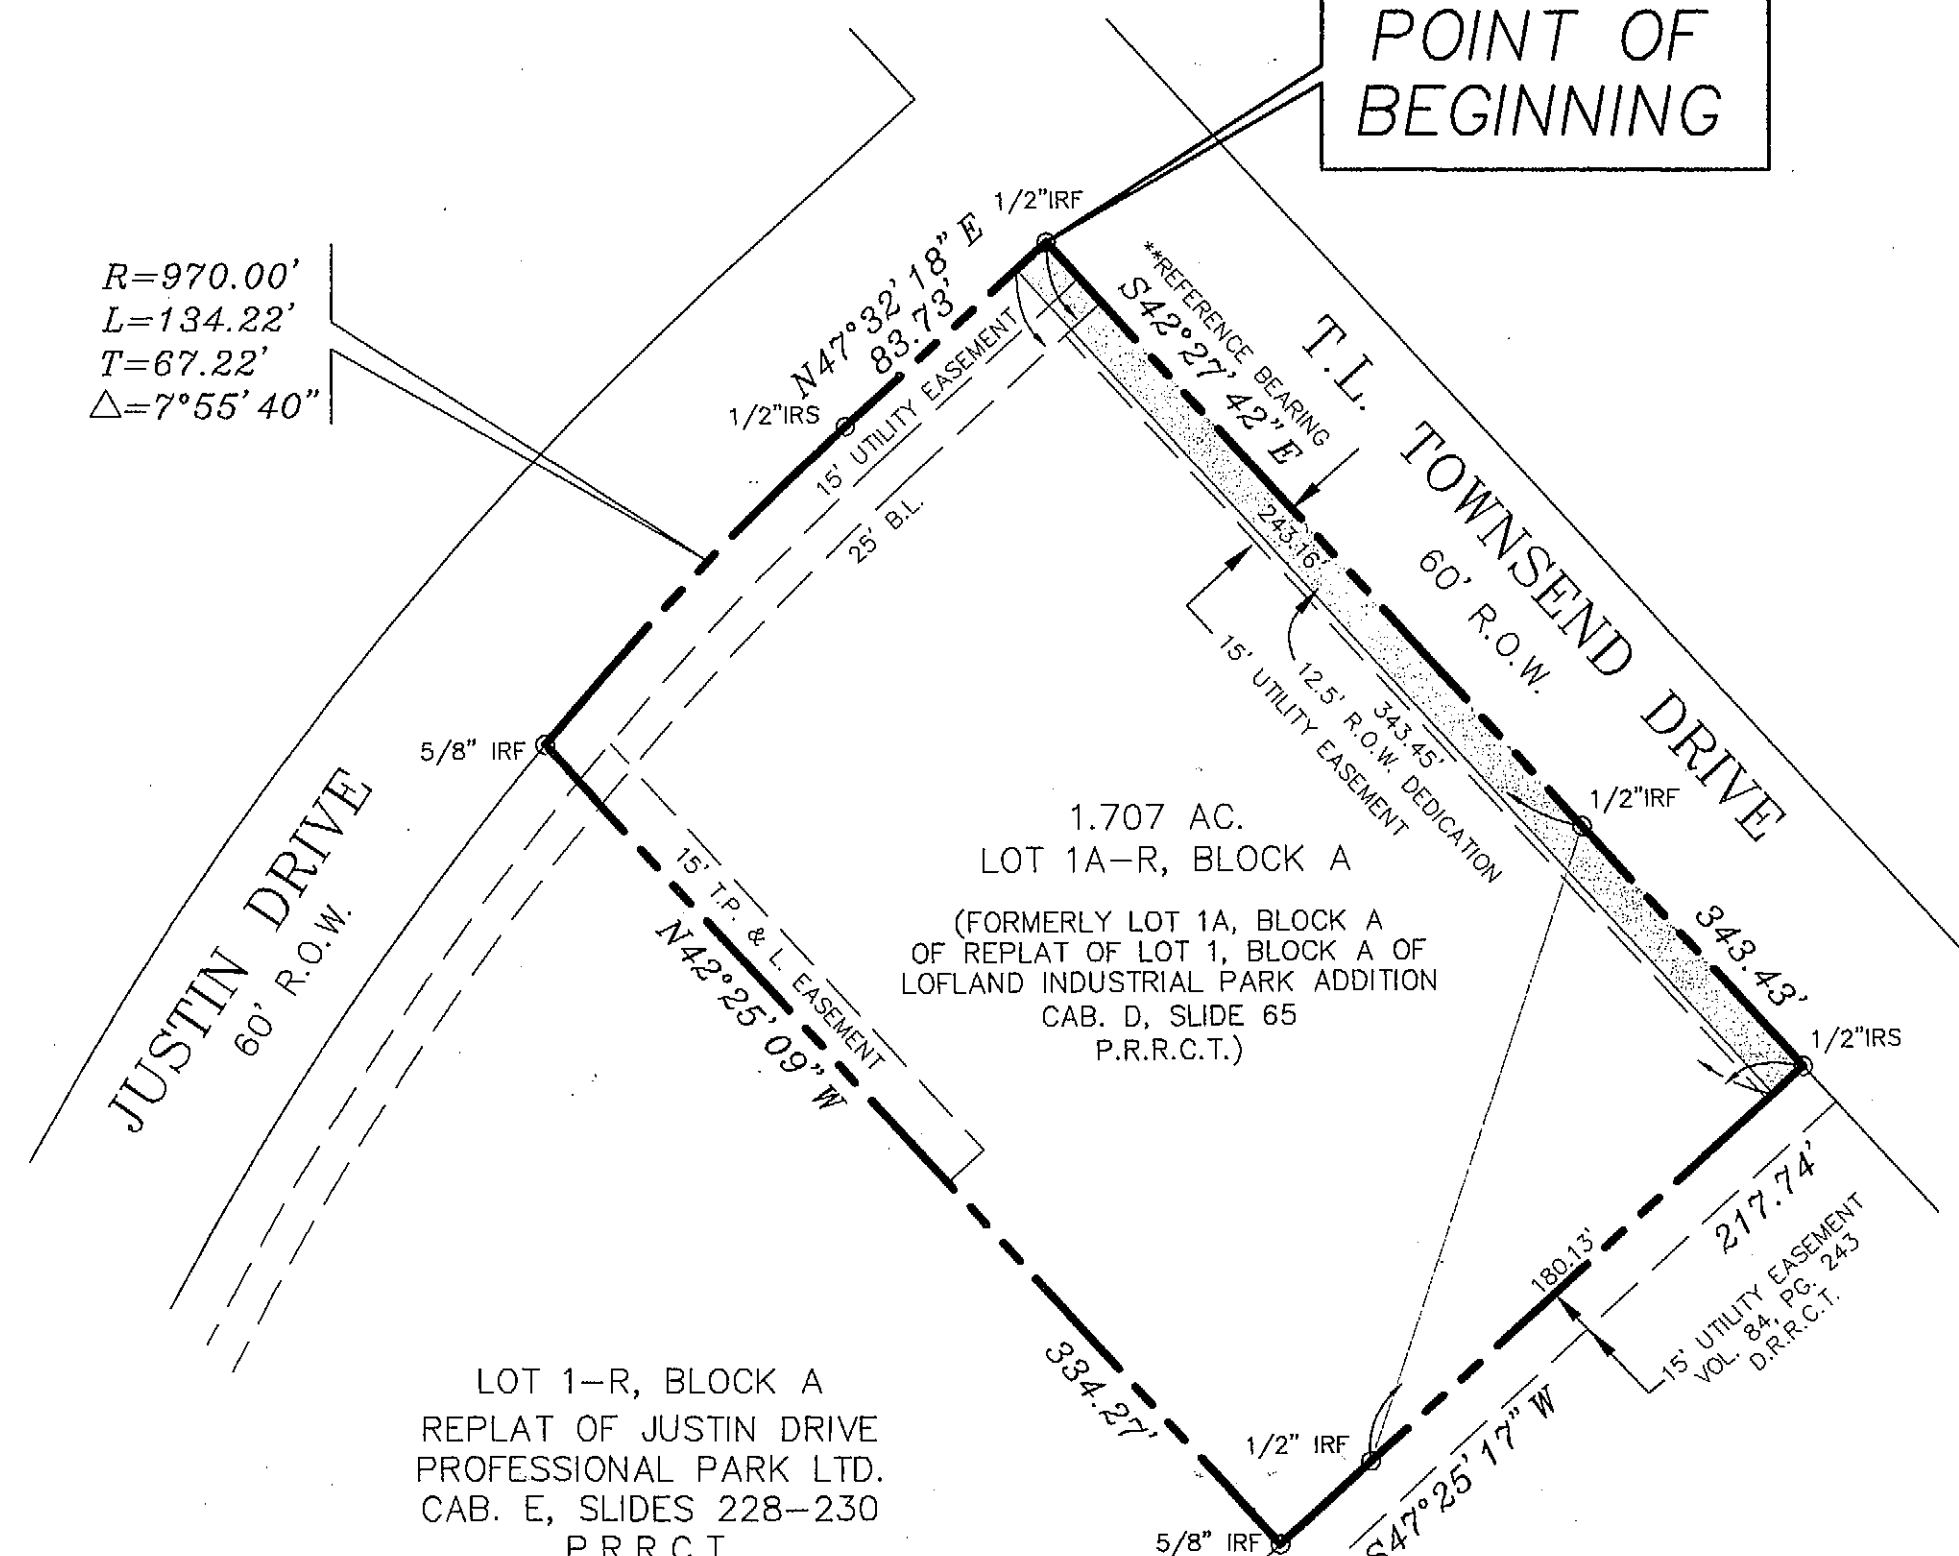 POINT OF
BEGINNING
1/2"IRF
R=970.00'
L=134.22'
T=67.22'
△=7°55'40"
N47°32'18"E
83.73'
1/2"IRS
15' UTILITY EASEMENT
25' B.L.
**REFERENCE BEARING
S42°27'42"E
243.16'
T.L. TOWNSEND DRIVE
60' R.O.W.
15' UTILITY EASEMENT
12.5' R.O.W. DEDICATION
343.45'
1/2"IRF
343.43'
1/2"IRS
5/8" IRF
JUSTIN DRIVE
60' R.O.W.
15' T.P. & L. EASEMENT
N42°25'09"W
334.27'
1.707 AC.
LOT 1A-R, BLOCK A
(FORMERLY LOT 1A, BLOCK A
OF REPLAT OF LOT 1, BLOCK A OF
LOFLAND INDUSTRIAL PARK ADDITION
CAB. D, SLIDE 65
P.R.R.C.T.)
217.74'
180.13'
15' UTILITY EASEMENT
VOL. 84, PG. 243
D.R.R.C.T.
S47°25'17"W
1/2" IRF
5/8" IRF
LOT 1-R, BLOCK A
REPLAT OF JUSTIN DRIVE
PROFESSIONAL PARK LTD.
CAB. E, SLIDES 228-230
P.R.R.C.T.